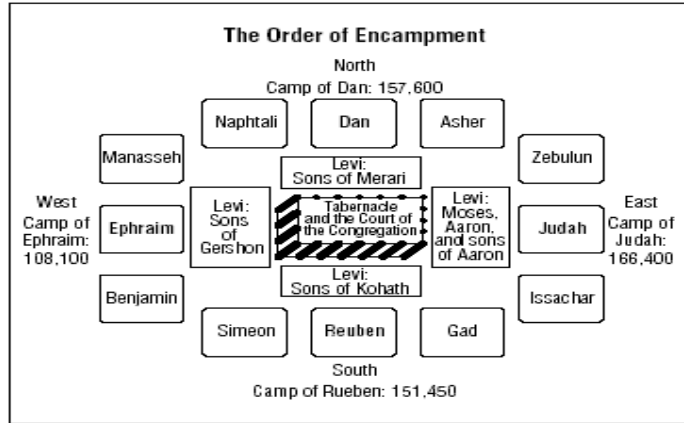 The Order of Encampment
North
Camp of Dan: 157,600
Naphtali
Dan
Asher
Manasseh
Zebulun
Levi:
Sons of Merari
West
Camp of
Ephraim:
108,100
Ephraim
Levi:
Sons
of
Gershon
Tabernacle
and the Court of
the Congregation
Levi:
Moses,
Aaron,
and sons
of Aaron
Judah
East
Camp of
Judah:
166,400
Benjamin
Levi:
Sons of Kohath
Issachar
Simeon
Reuben
Gad
South
Camp of Rueben: 151,450